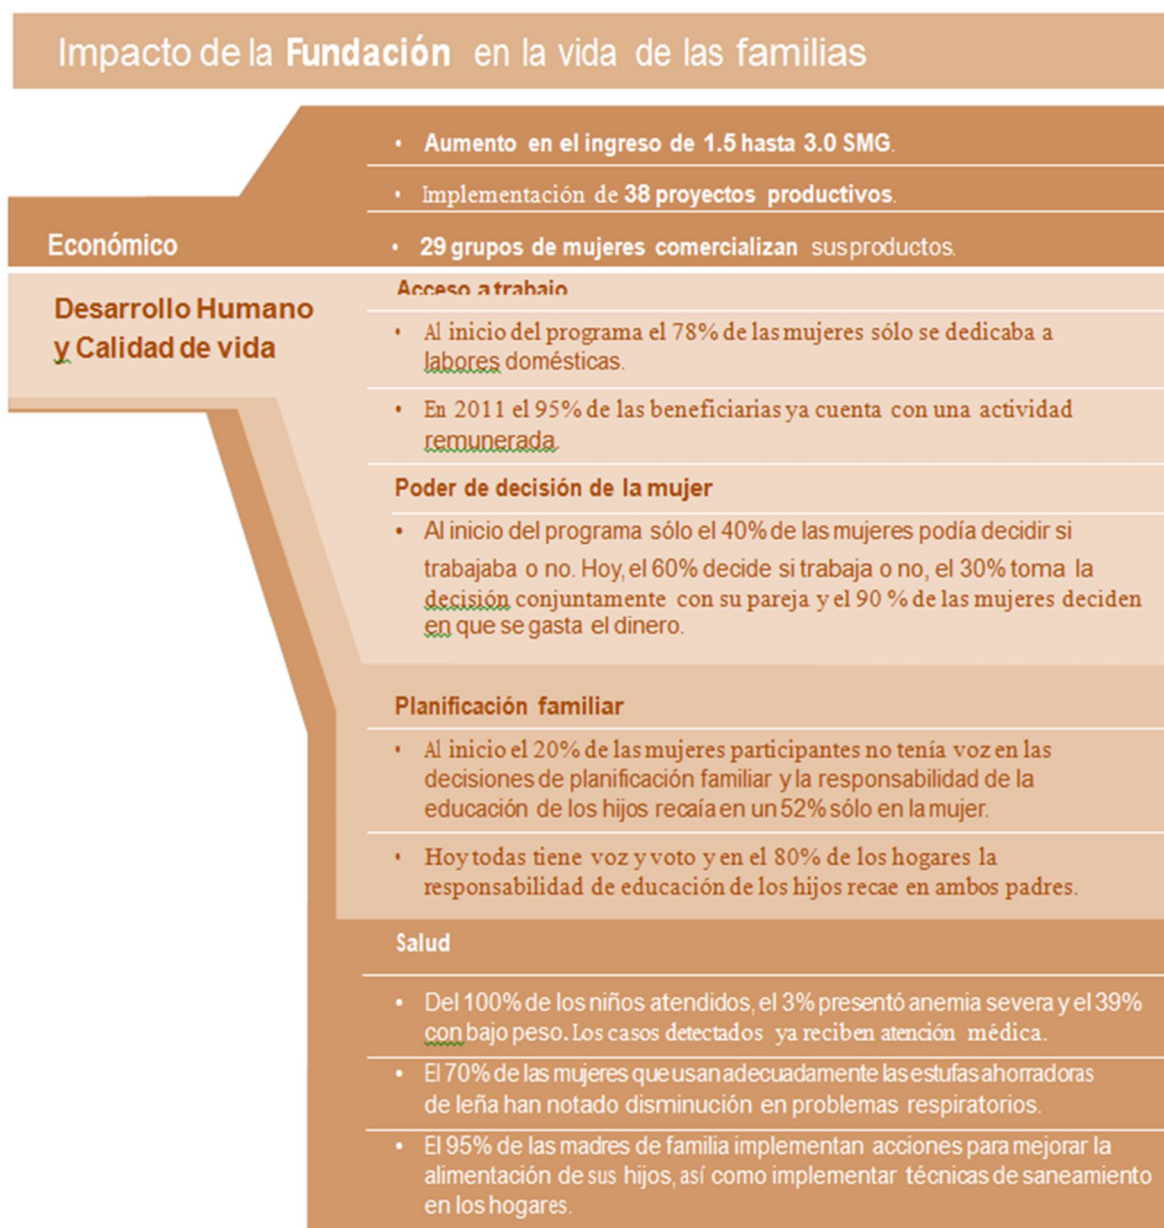 Impacto de la Fundación en la vida de las familias
• Aumento en el ingreso de 1.5 hasta 3.0 SMG.
• Implementación de 38 proyectos productivos.
Económico
• 29 grupos de mujeres comercializan sus productos.
Desarrollo Humano
y Calidad de vida
Acceso a trabajo
• Al inicio del programa el 78% de las mujeres sólo se dedicaba a
labores domésticas.
• En 2011 el 95% de las beneficiarias ya cuenta con una actividad
remunerada.
Poder de decisión de la mujer
• Al inicio del programa sólo el 40% de las mujeres podía decidir si
trabajaba o no. Hoy, el 60% decide si trabaja o no, el 30% toma la
decisión conjuntamente con su pareja y el 90 % de las mujeres deciden
en que se gasta el dinero.
Planificación familiar
• Al inicio el 20% de las mujeres participantes no tenía voz en las
decisiones de planificación familiar y la responsabilidad de la
educación de los hijos recaía en un 52% sólo en la mujer.
• Hoy todas tiene voz y voto y en el 80% de los hogares la
responsabilidad de educación de los hijos recae en ambos padres.
Salud
• Del 100% de los niños atendidos, el 3% presentó anemia severa y el 39%
con bajo peso. Los casos detectados ya reciben atención médica.
• El 70% de las mujeres que usan adecuadamente las estufas ahorradoras
de leña han notado disminución en problemas respiratorios.
• El 95% de las madres de familia implementan acciones para mejorar la
alimentación de sus hijos, así como implementar técnicas de saneamiento
en los hogares.